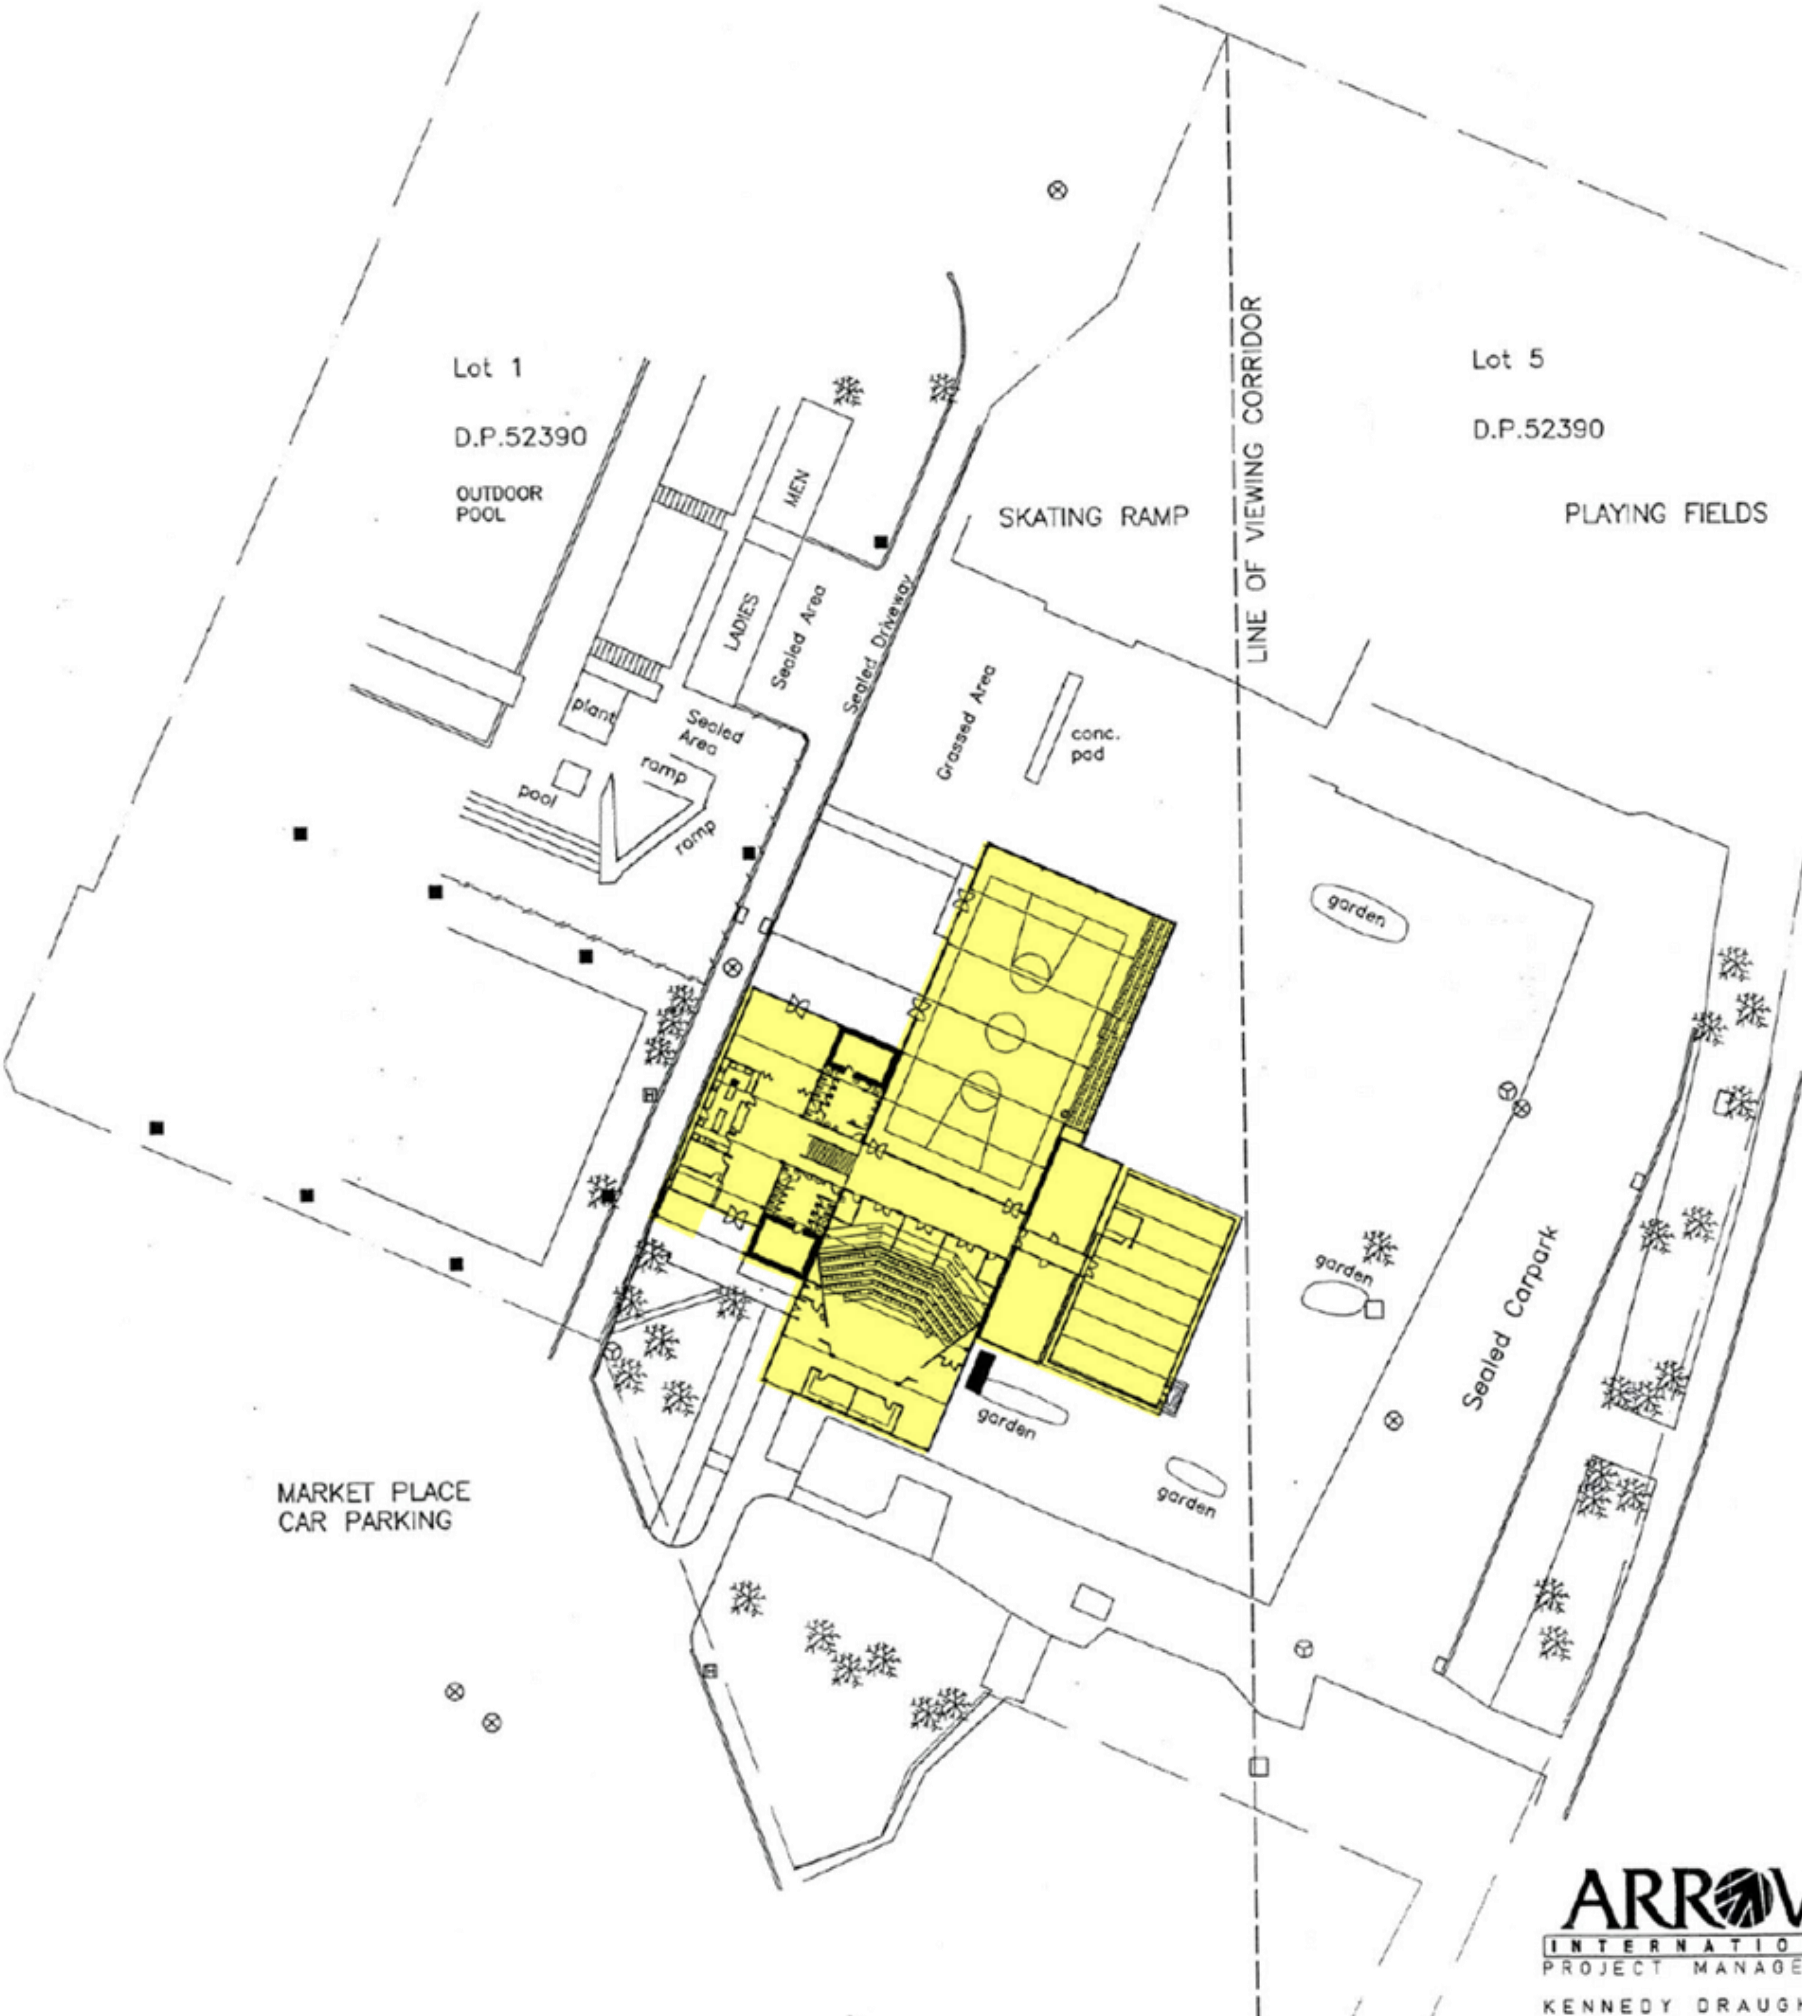 Lot 1
D.P.52390
OUTDOOR
POOL
Lot 5
D.P.52390
PLAYING FIELDS
SKATING RAMP
LINE OF VIEWING CORRIDOR
MEN
LADIES
Sealed Area
Sealed Driveway
Grassed Area
conc.
pad
plant
Sealed
Area
ramp
ramp
pool
garden
garden
garden
garden
Sealed Carpark
MARKET PLACE
CAR PARKING
H
H
ARROW
INTERNATIO
PROJECT MANAGE
KENNEDY DRAUGH